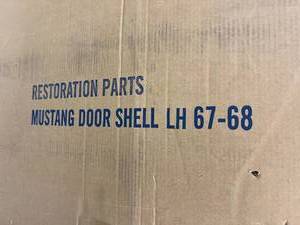 RESTORATION PARTS
MUSTANG DOOR SHELL LH 67-68